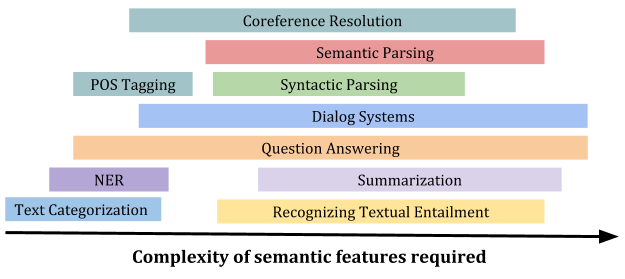 Coreference Resolution
Semantic Parsing
POS Tagging
Syntactic Parsing
Dialog Systems
Question Answering
NER
Summarization
Text Categorization
Recognizing Textual Entailment
Complexity of semantic features required